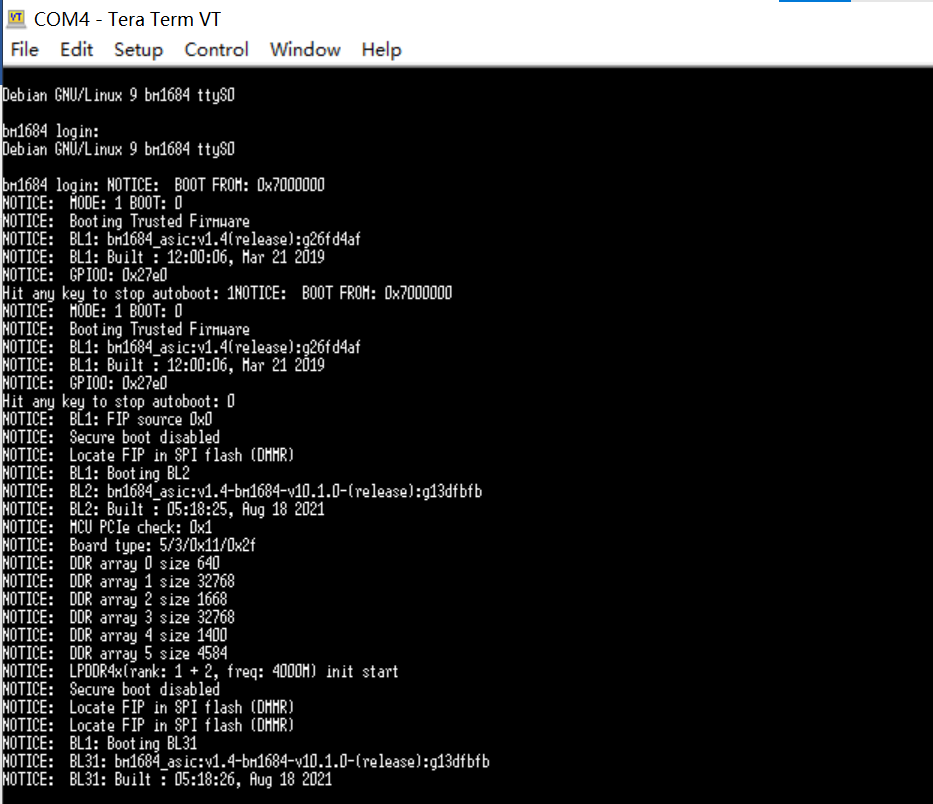 COM4 - Tera Term VT
File Edit Setup Control Window Help
Debian GNU/Linux 9 bm1684 ttyS0
bm1684 login:
Debian GNU/Linux 9 bm1684 ttyS0
bm1684 login: NOTICE:  BOOT FROM: 0x7000000
NOTICE:  MODE: 1 BOOT: 0
NOTICE:  Booting Trusted Firmware
NOTICE:  BL1: bm1684_asic:v1.4(release):g26fd4af
NOTICE:  BL1: Built : 12:00:06, Mar 21 2019
NOTICE:  GPIO0: 0x27e0
Hit any key to stop autoboot: 1NOTICE:  BOOT FROM: 0x7000000
NOTICE:  MODE: 1 BOOT: 0
NOTICE:  Booting Trusted Firmware
NOTICE:  BL1: bm1684_asic:v1.4(release):g26fd4af
NOTICE:  BL1: Built : 12:00:06, Mar 21 2019
NOTICE:  GPIO0: 0x27e0
Hit any key to stop autoboot: 0
NOTICE:  BL1: FIP source 0x0
NOTICE:  Secure boot disabled
NOTICE:  Locate FIP in SPI flash (DMMR)
NOTICE:  BL1: Booting BL2
NOTICE:  BL2: bm1684_asic:v1.4-bm1684-v10.1.0-(release):g13dfbfb
NOTICE:  BL2: Built : 05:18:25, Aug 18 2021
NOTICE:  MCU PCIe check: 0x1
NOTICE:  Board type: 5/3/0x11/0x2f
NOTICE:  DDR array 0 size 640
NOTICE:  DDR array 1 size 32768
NOTICE:  DDR array 2 size 1668
NOTICE:  DDR array 3 size 32768
NOTICE:  DDR array 4 size 1400
NOTICE:  DDR array 5 size 4584
NOTICE:  LPDDR4x(rank: 1 + 2, freq: 4000M) init start
NOTICE:  Secure boot disabled
NOTICE:  Locate FIP in SPI flash (DMMR)
NOTICE:  Locate FIP in SPI flash (DMMR)
NOTICE:  BL1: Booting BL31
NOTICE:  BL31: bm1684_asic:v1.4-bm1684-v10.1.0-(release):g13dfbfb
NOTICE:  BL31: Built : 05:18:26, Aug 18 2021